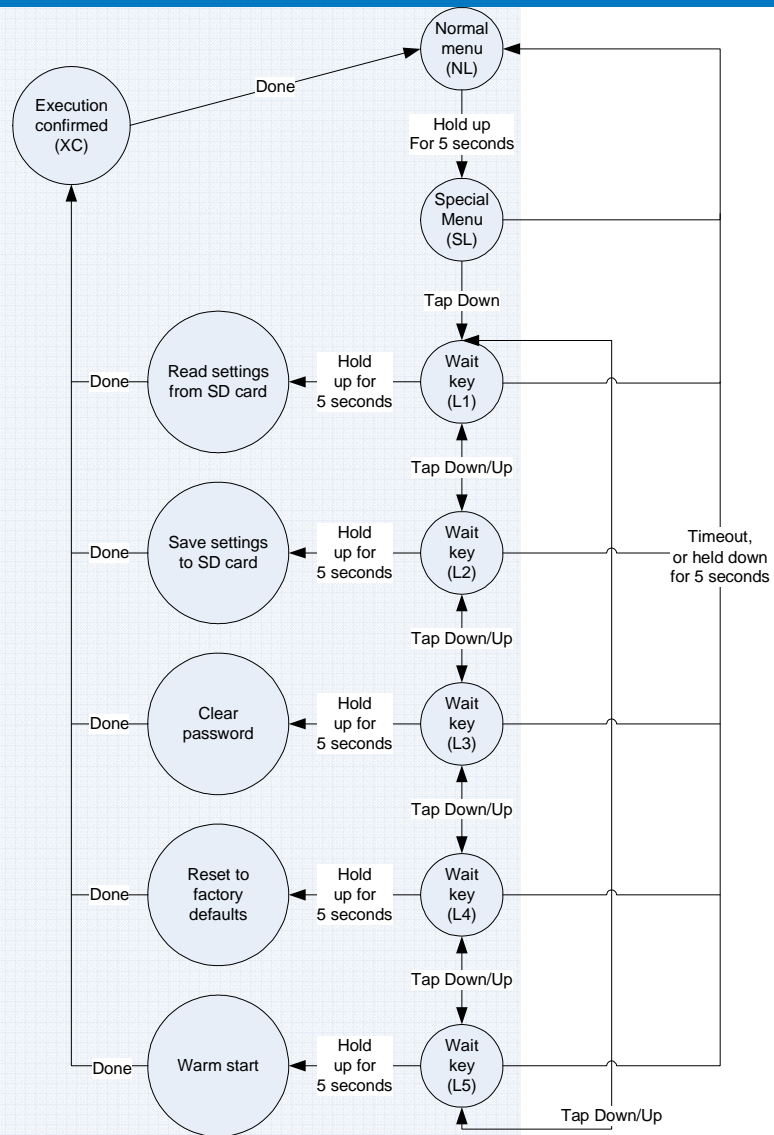 Normal
menu
(NL)
Done
Execution
confirmed
(XC)
Hold up
For 5 seconds
Special
Menu
(SL)
Tap Down
Read settings
from SD card
Done
Hold
up for
5 seconds
Wait
key
(L1)
Tap Down/Up
Save settings
to SD card
Done
Hold
up for
5 seconds
Wait
key
(L2)
Timeout,
or held down
for 5 seconds
Tap Down/Up
Clear
password
Done
Hold
up for
5 seconds
Wait
key
(L3)
Tap Down/Up
Reset to
factory
defaults
Done
Hold
up for
5 seconds
Wait
key
(L4)
Tap Down/Up
Warm start
Done
Hold
up for
5 seconds
Wait
key
(L5)
Tap Down/Up